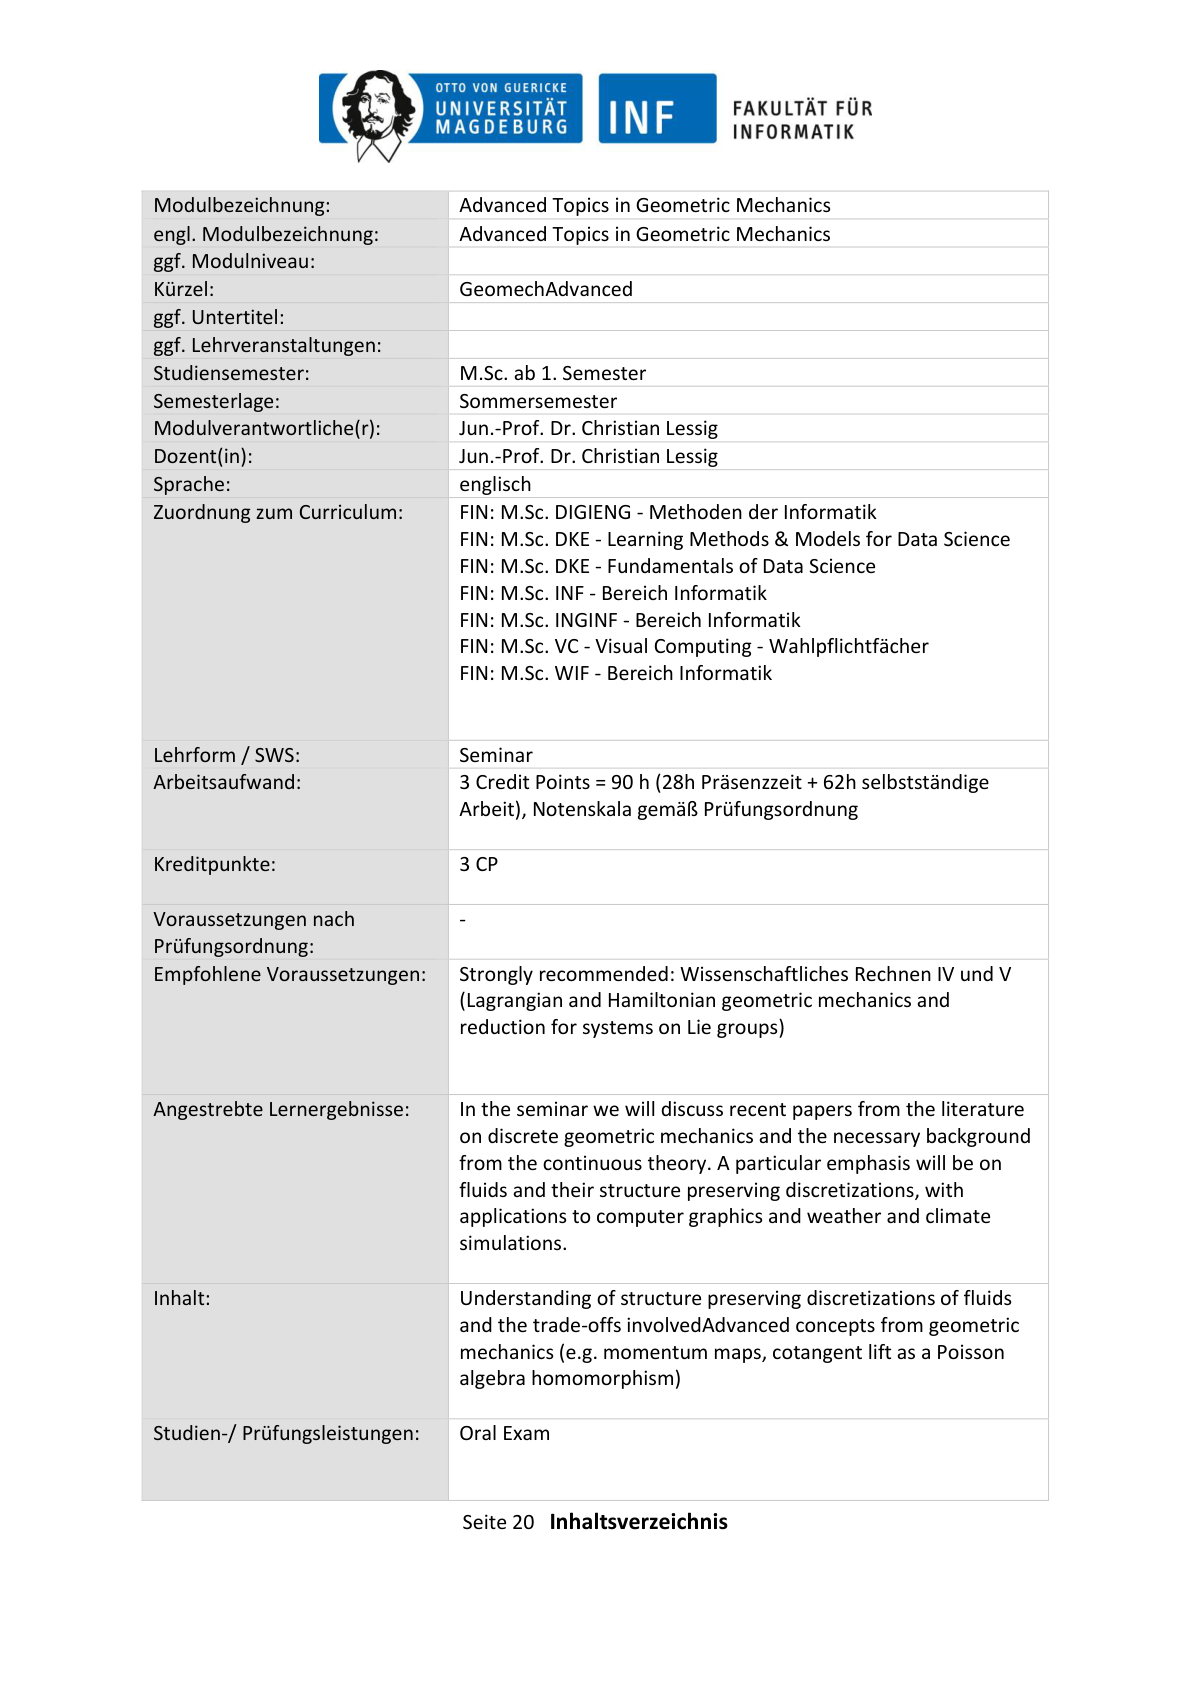 OTTO VON GUERICKE
UNIVERSITÄT
MAGDEBURG
INF
FAKULTÄT FÜR
INFORMATIK
Modulbezeichnung: Advanced Topics in Geometric Mechanics
engl. Modulbezeichnung: Advanced Topics in Geometric Mechanics
ggf. Modulniveau:
Kürzel: GeomechAdvanced
ggf. Untertitel:
ggf. Lehrveranstaltungen:
Studiensemester: M.Sc. ab 1. Semester
Semesterlage: Sommersemester
Modulverantwortliche(r): Jun.-Prof. Dr. Christian Lessig
Dozent(in): Jun.-Prof. Dr. Christian Lessig
Sprache: englisch
Zuordnung zum Curriculum: FIN: M.Sc. DIGIENG - Methoden der Informatik
FIN: M.Sc. DKE - Learning Methods & Models for Data Science
FIN: M.Sc. DKE - Fundamentals of Data Science
FIN: M.Sc. INF - Bereich Informatik
FIN: M.Sc. INGINF - Bereich Informatik
FIN: M.Sc. VC - Visual Computing - Wahlpflichtfächer
FIN: M.Sc. WIF - Bereich Informatik
Lehrform / SWS: Seminar
Arbeitsaufwand: 3 Credit Points = 90 h (28h Präsenzzeit + 62h selbstständige
Arbeit), Notenskala gemäß Prüfungsordnung
Kreditpunkte: 3 CP
Voraussetzungen nach -
Prüfungsordnung:
Empfohlene Voraussetzungen: Strongly recommended: Wissenschaftliches Rechnen IV und V
(Lagrangian and Hamiltonian geometric mechanics and
reduction for systems on Lie groups)
Angestrebte Lernergebnisse: In the seminar we will discuss recent papers from the literature
on discrete geometric mechanics and the necessary background
from the continuous theory. A particular emphasis will be on
fluids and their structure preserving discretizations, with
applications to computer graphics and weather and climate
simulations.
Inhalt: Understanding of structure preserving discretizations of fluids
and the trade-offs involvedAdvanced concepts from geometric
mechanics (e.g. momentum maps, cotangent lift as a Poisson
algebra homomorphism)
Studien-/ Prüfungsleistungen: Oral Exam
Seite 20 Inhaltsverzeichnis